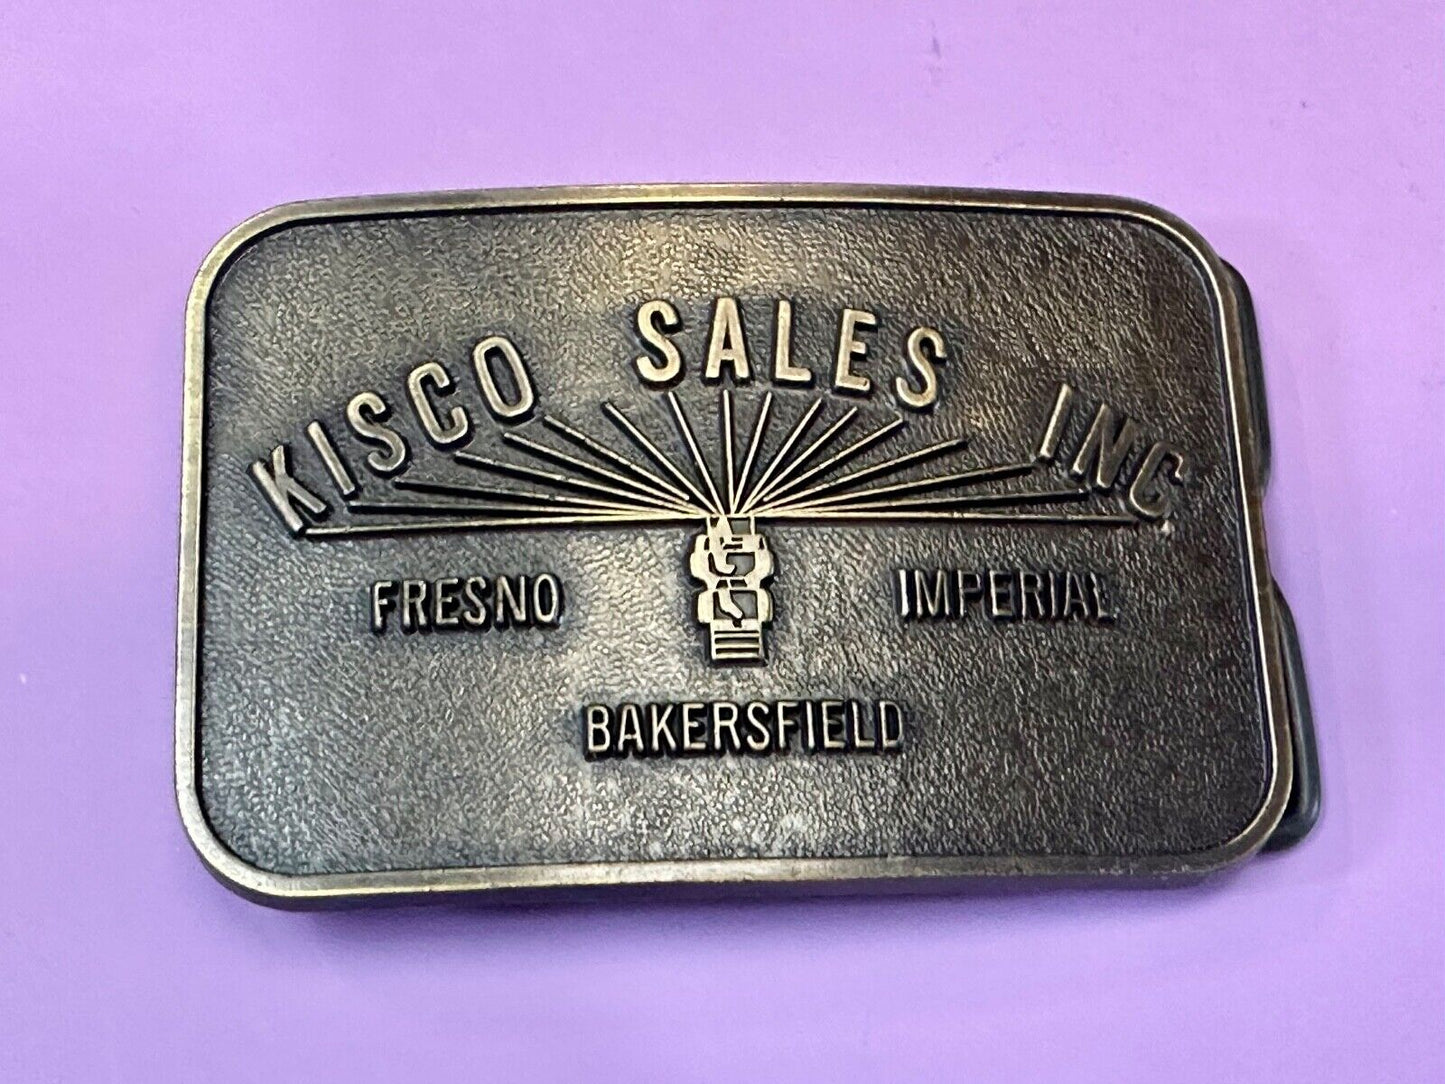 KISCO SALES INC.
FRESNO
IMPERIAL
BAKERSFIELD